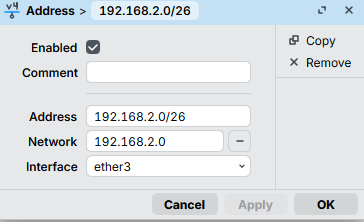 v4 Address > 192.168.2.0/26
Enabled
Copy
Comment
Remove
Address 192.168.2.0/26
Network 192.168.2.0
Interface ether3
Cancel Apply OK